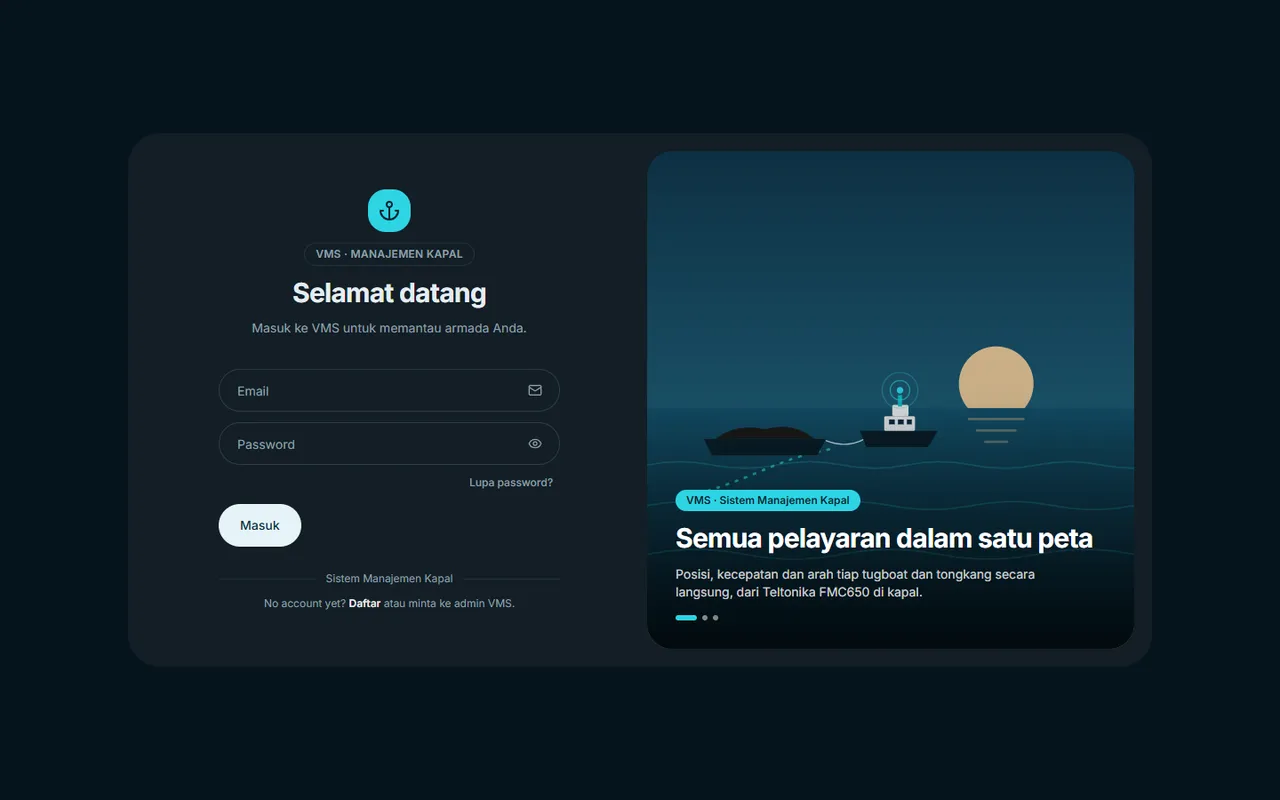 VMS · MANAJEMEN KAPAL
Selamat datang
Masuk ke VMS untuk memantau armada Anda.
Email
Password
Lupa password?
Masuk
Sistem Manajemen Kapal
No account yet? Daftar atau minta ke admin VMS.
VMS · Sistem Manajemen Kapal
Semua pelayaran dalam satu peta
Posisi, kecepatan dan arah tiap tugboat dan tongkang secara
langsung, dari Teltonika FMC650 di kapal.